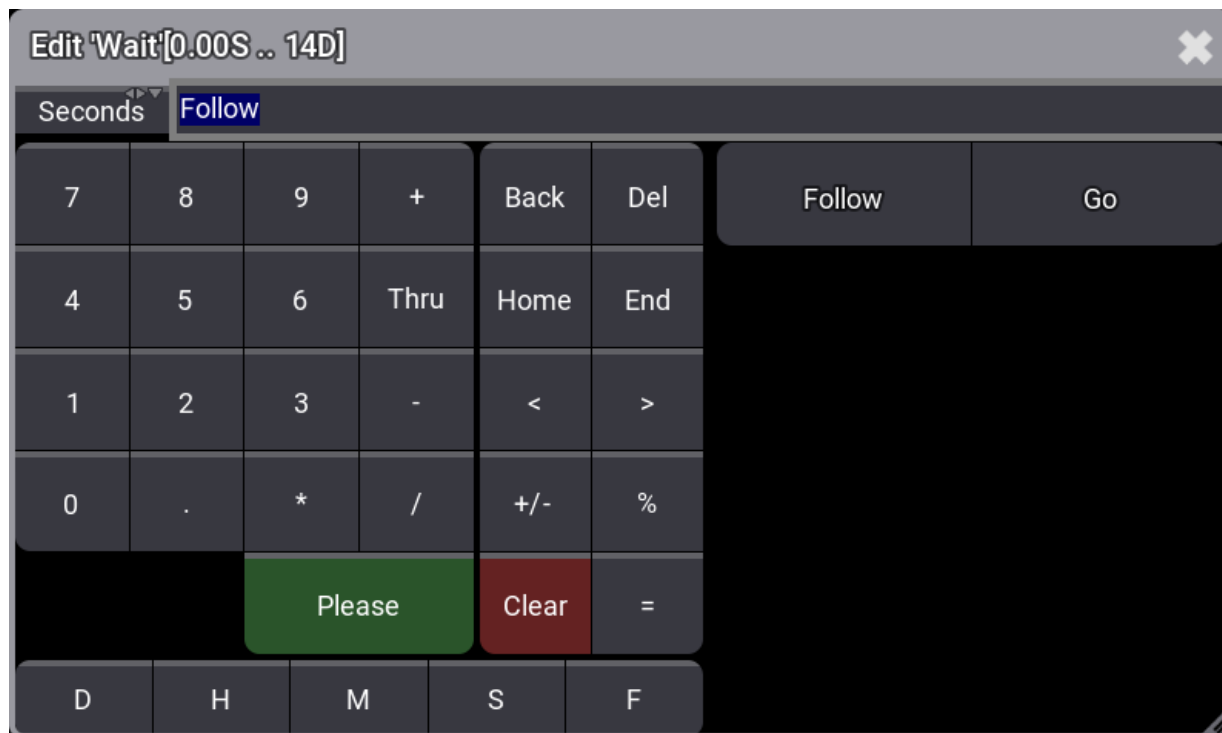 Edit 'Wait'[0.00S .. 14D]
Seconds Follow
7 8 9 + Back Del Follow Go
4 5 6 Thru Home End
1 2 3 - < >
0 . * / +/- %
Please Clear =
D H M S F